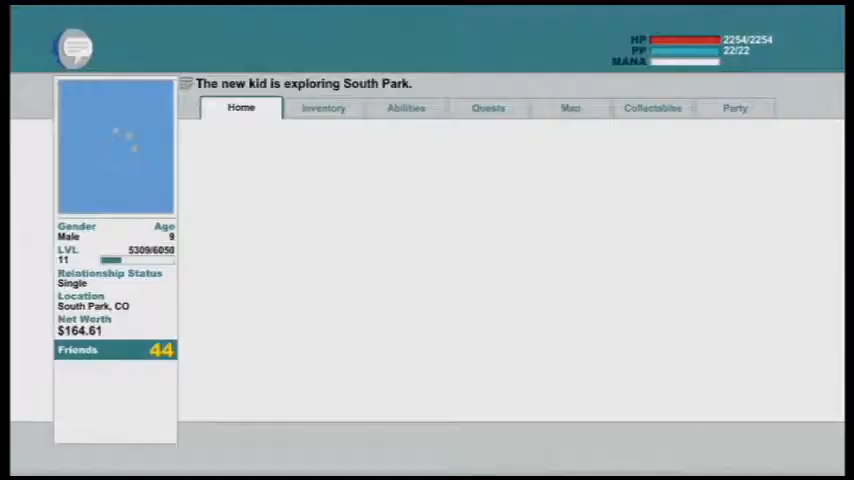 HP 2254/2254
PP 22/22
MANA
The new kid is exploring South Park.
Home Inventory Abilities Quests Map Collectables Party
Gender Age
Male 9
LVL 5309/6050
11
Relationship Status
Single
Location
South Park, CO
Net Worth
$164.61
Friends 44